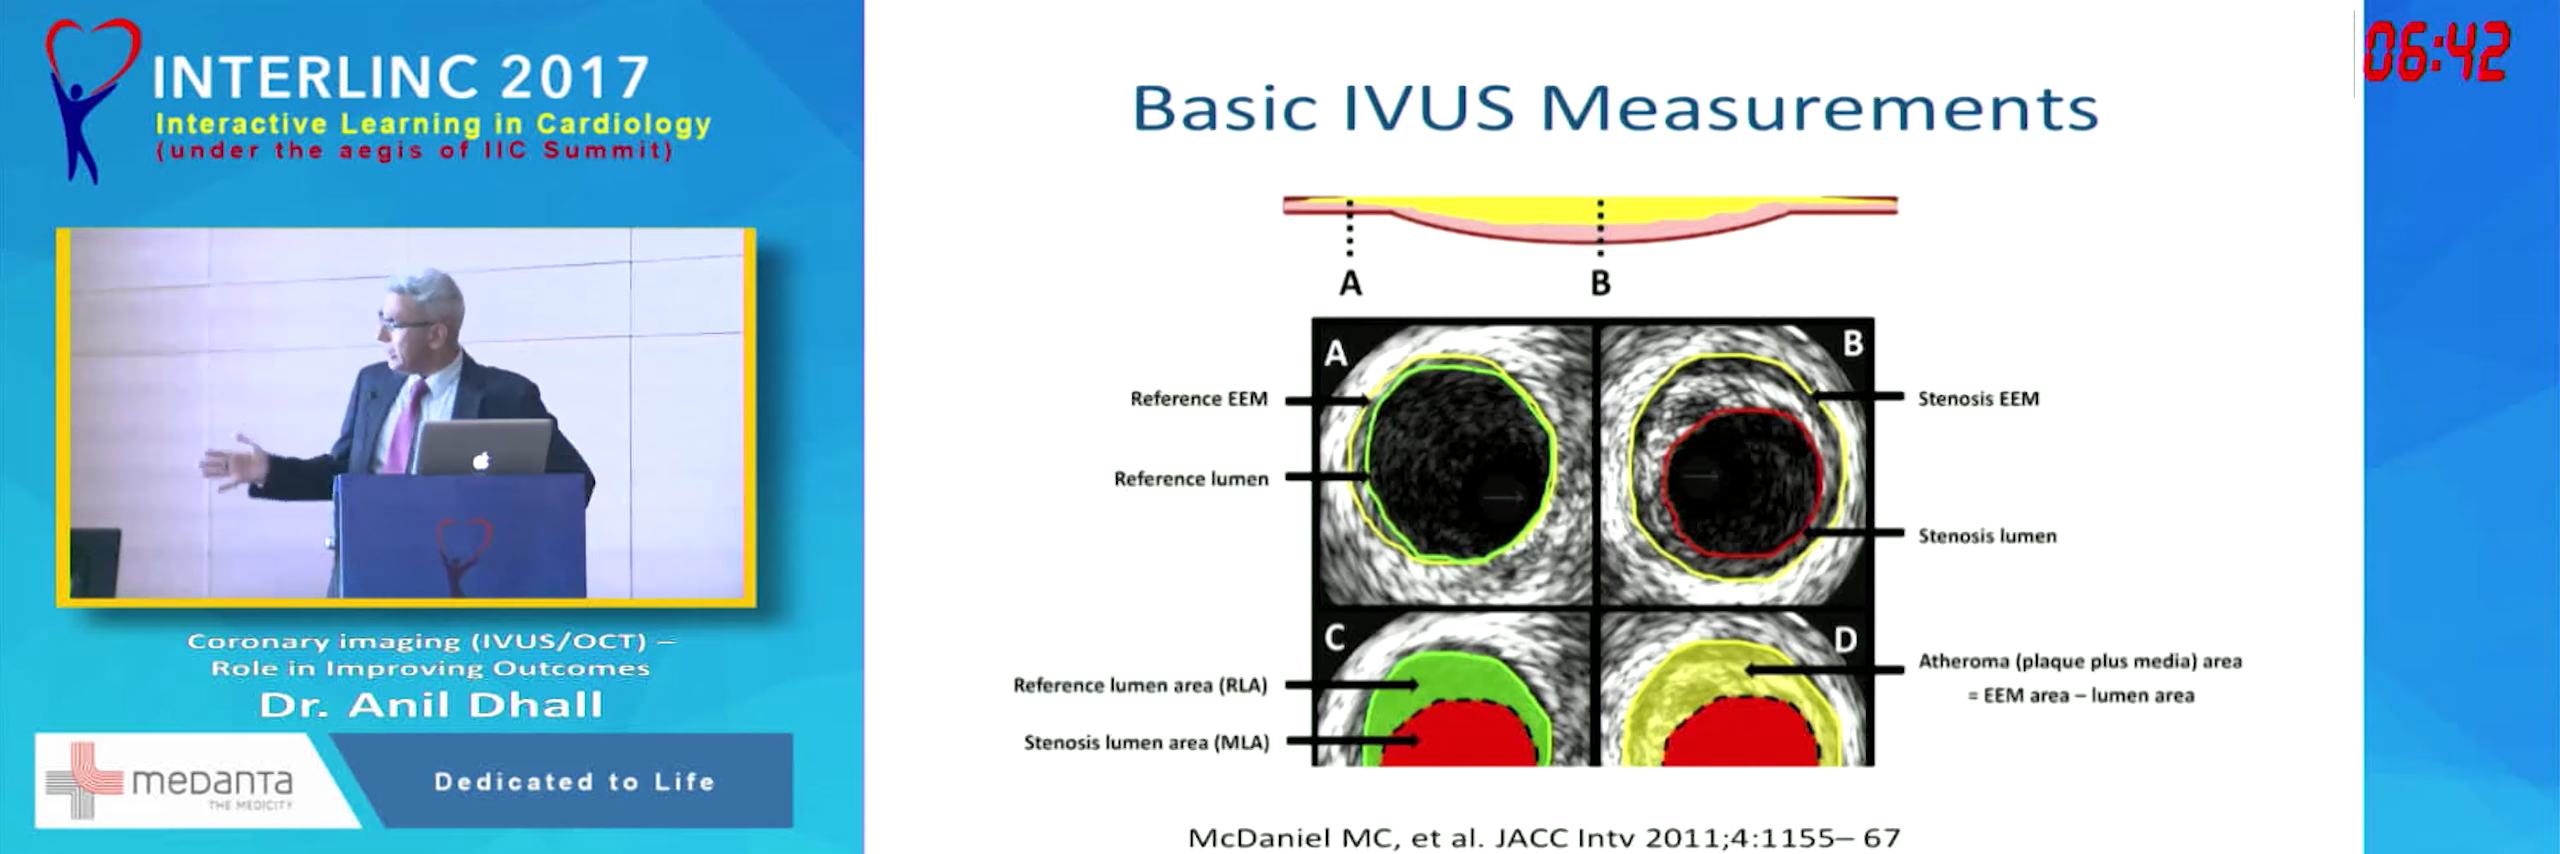 INTERLINC 2017
Interactive Learning in Cardiology
(under the aegis of IIC Summit)
Coronary imaging (IVUS/OCT) –
Role in Improving Outcomes
Dr. Anil Dhall
meDanta
THE MEDICITY
Dedicated to Life
06:42
Basic IVUS Measurements
A
B
A
B
Reference EEM
Reference lumen
Stenosis EEM
Stenosis lumen
C
D
Reference lumen area (RLA)
Stenosis lumen area (MLA)
Atheroma (plaque plus media) area
= EEM area – lumen area
McDaniel MC, et al. JACC Intv 2011;4:1155– 67